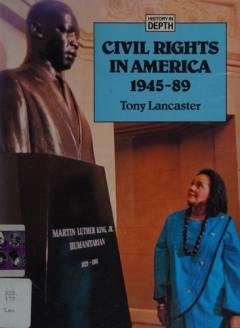 HISTORY IN
DEPTH
CIVIL RIGHTS
IN AMERICA
1945-89
Tony Lancaster
MARTIN LUTHER KING, JR.
HUMANITARIAN